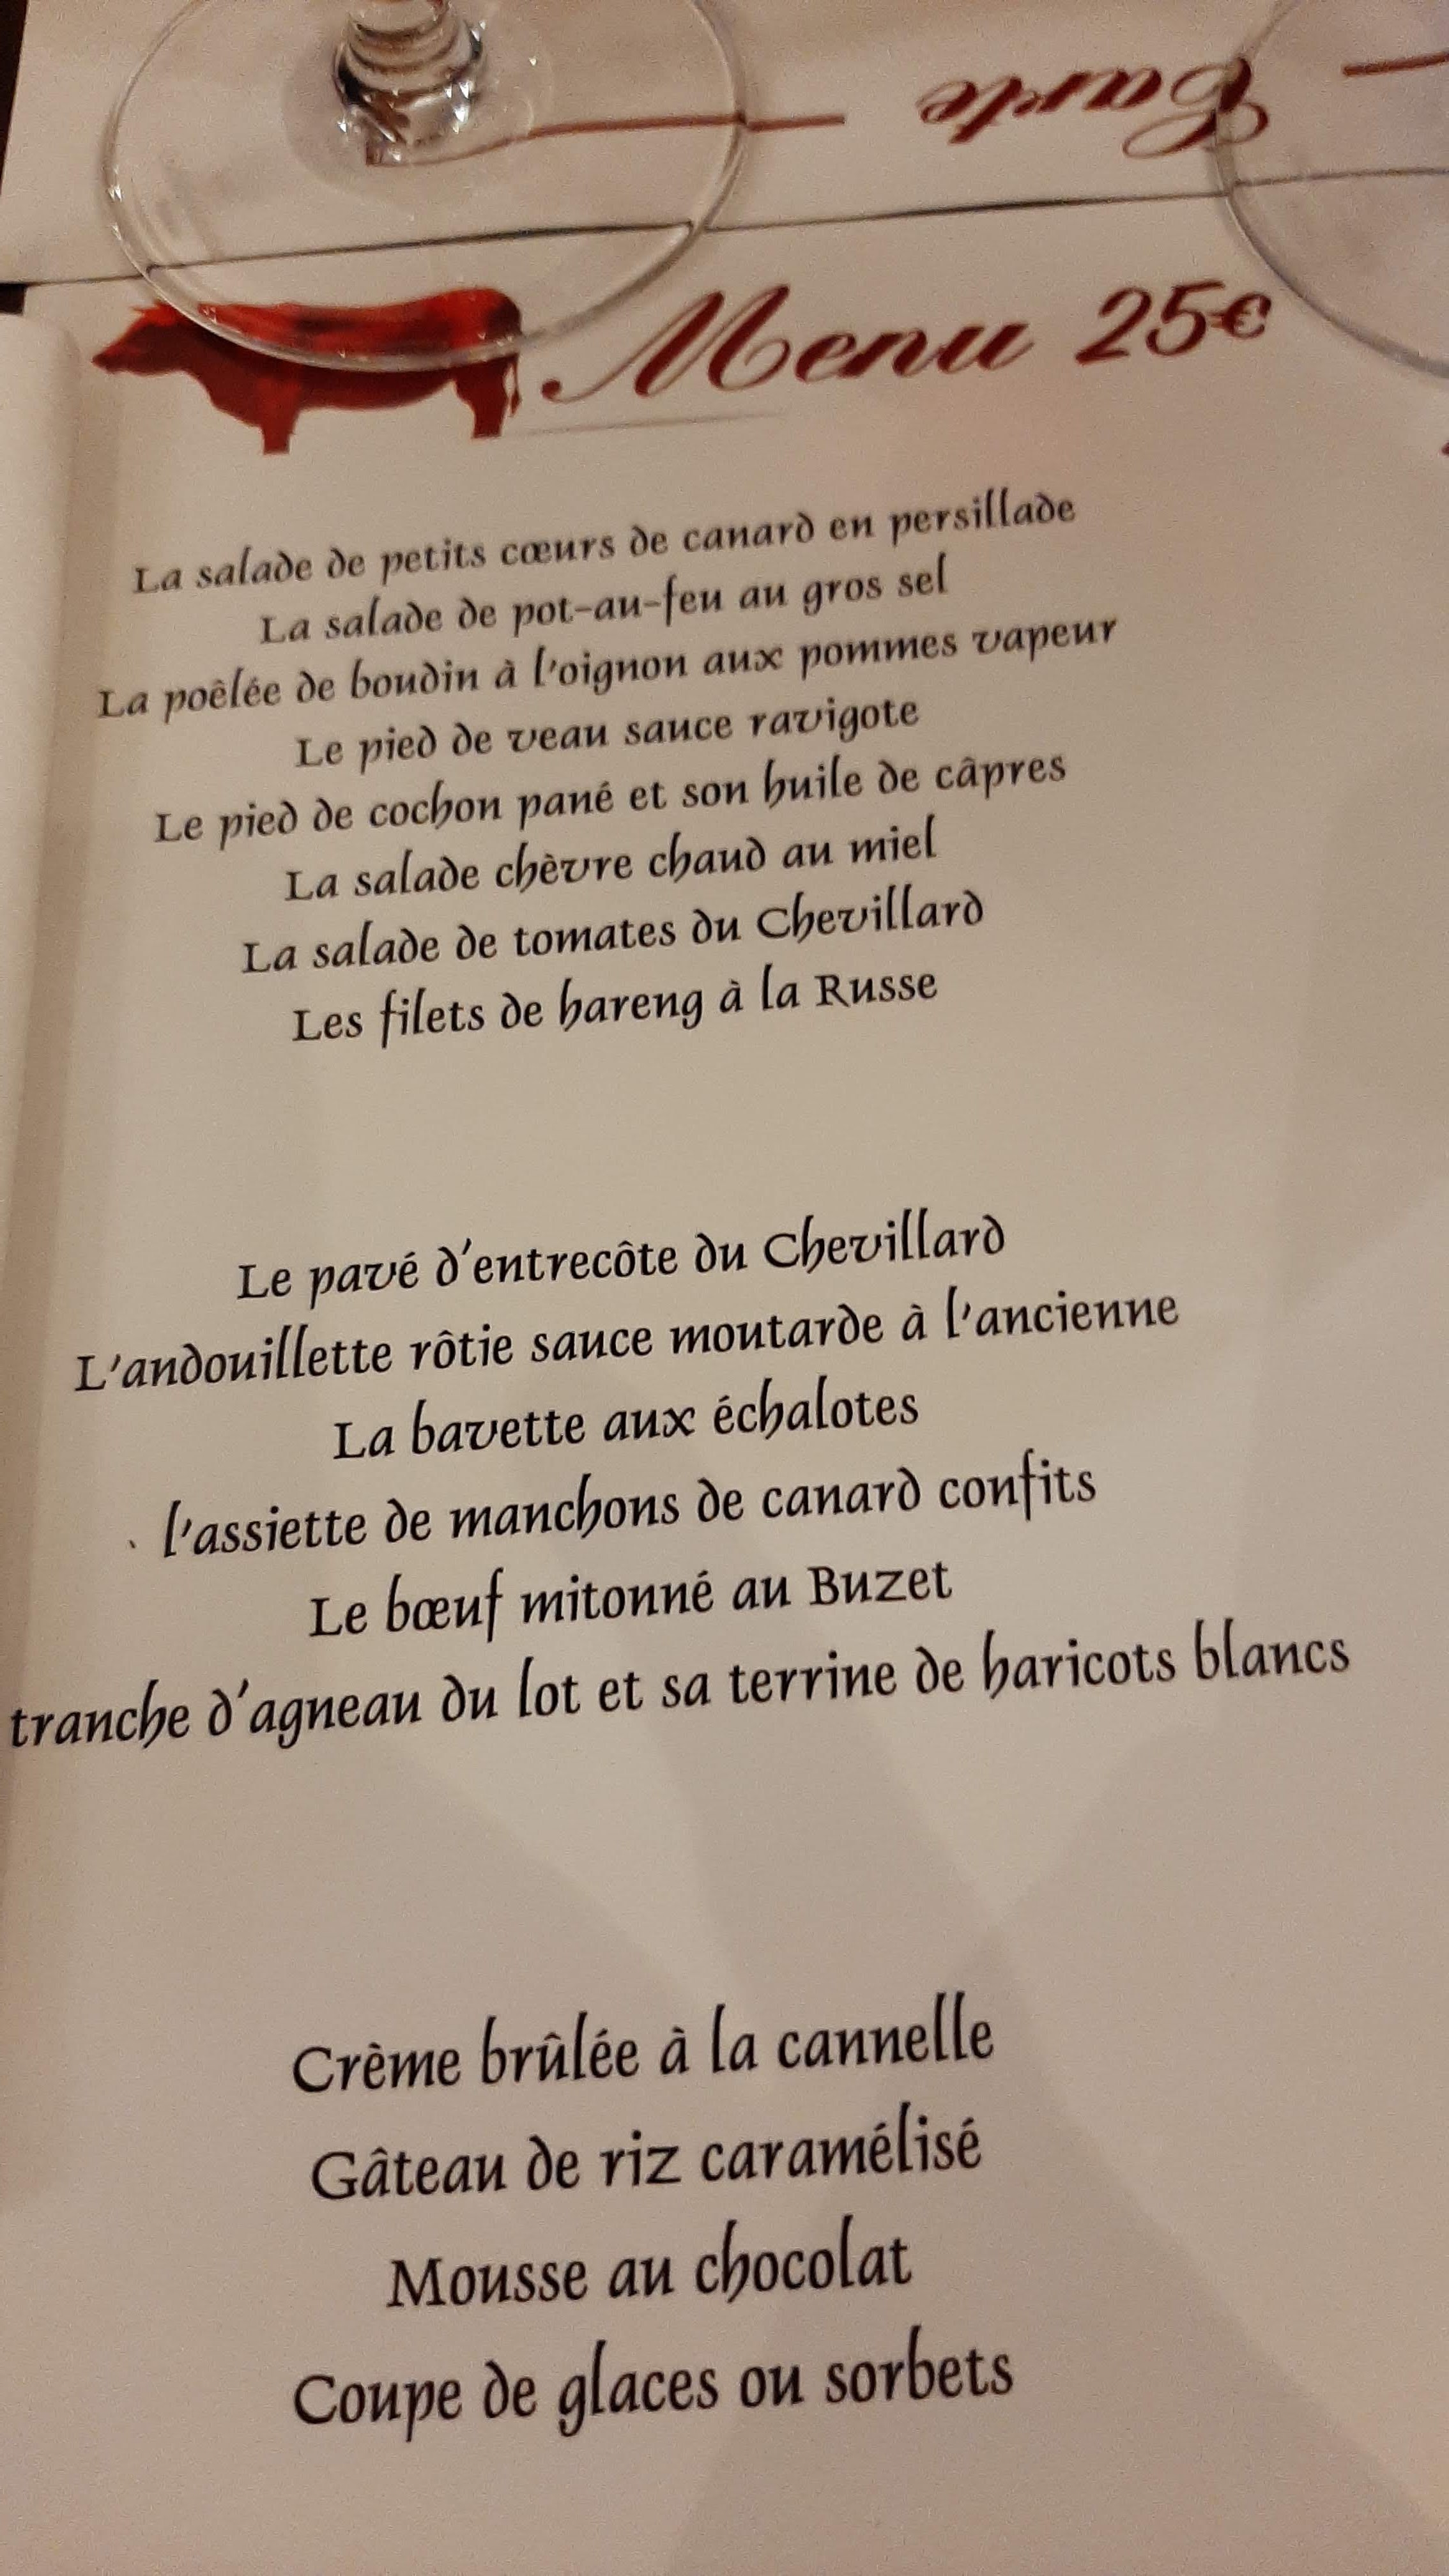 Carte
Menu 25€
La salade de petits cœurs de canard en persillade
La salade de pot-au-feu au gros sel
La poêlée de boudin à l'oignon aux pommes vapeur
Le pied de veau sauce ravigote
Le pied de cochon pané et son huile de câpres
La salade chèvre chaud au miel
La salade de tomates du Chevillard
Les filets de hareng à la Russe
Le pavé d'entrecôte du Chevillard
L'andouillette rôtie sauce moutarde à l'ancienne
La bavette aux échalotes
l'assiette de manchons de canard confits
Le bœuf mitonné au Buzet
tranche d'agneau du lot et sa terrine de haricots blancs
Crème brûlée à la cannelle
Gâteau de riz caramélisé
Mousse au chocolat
Coupe de glaces ou sorbets